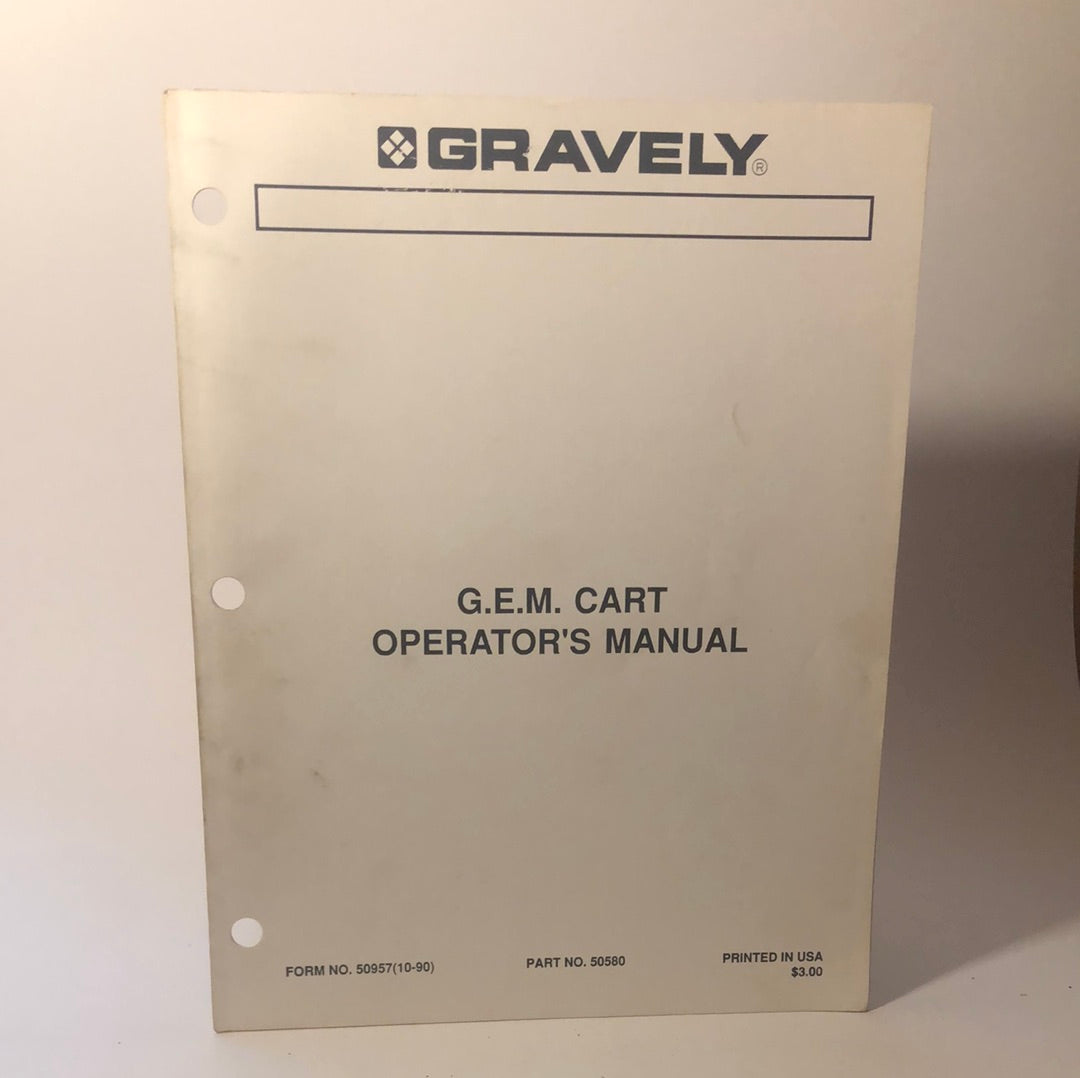 GRAVELY®
G.E.M. CART
OPERATOR'S MANUAL
FORM NO. 50957(10-90)
PART NO. 50580
PRINTED IN USA
$3.00